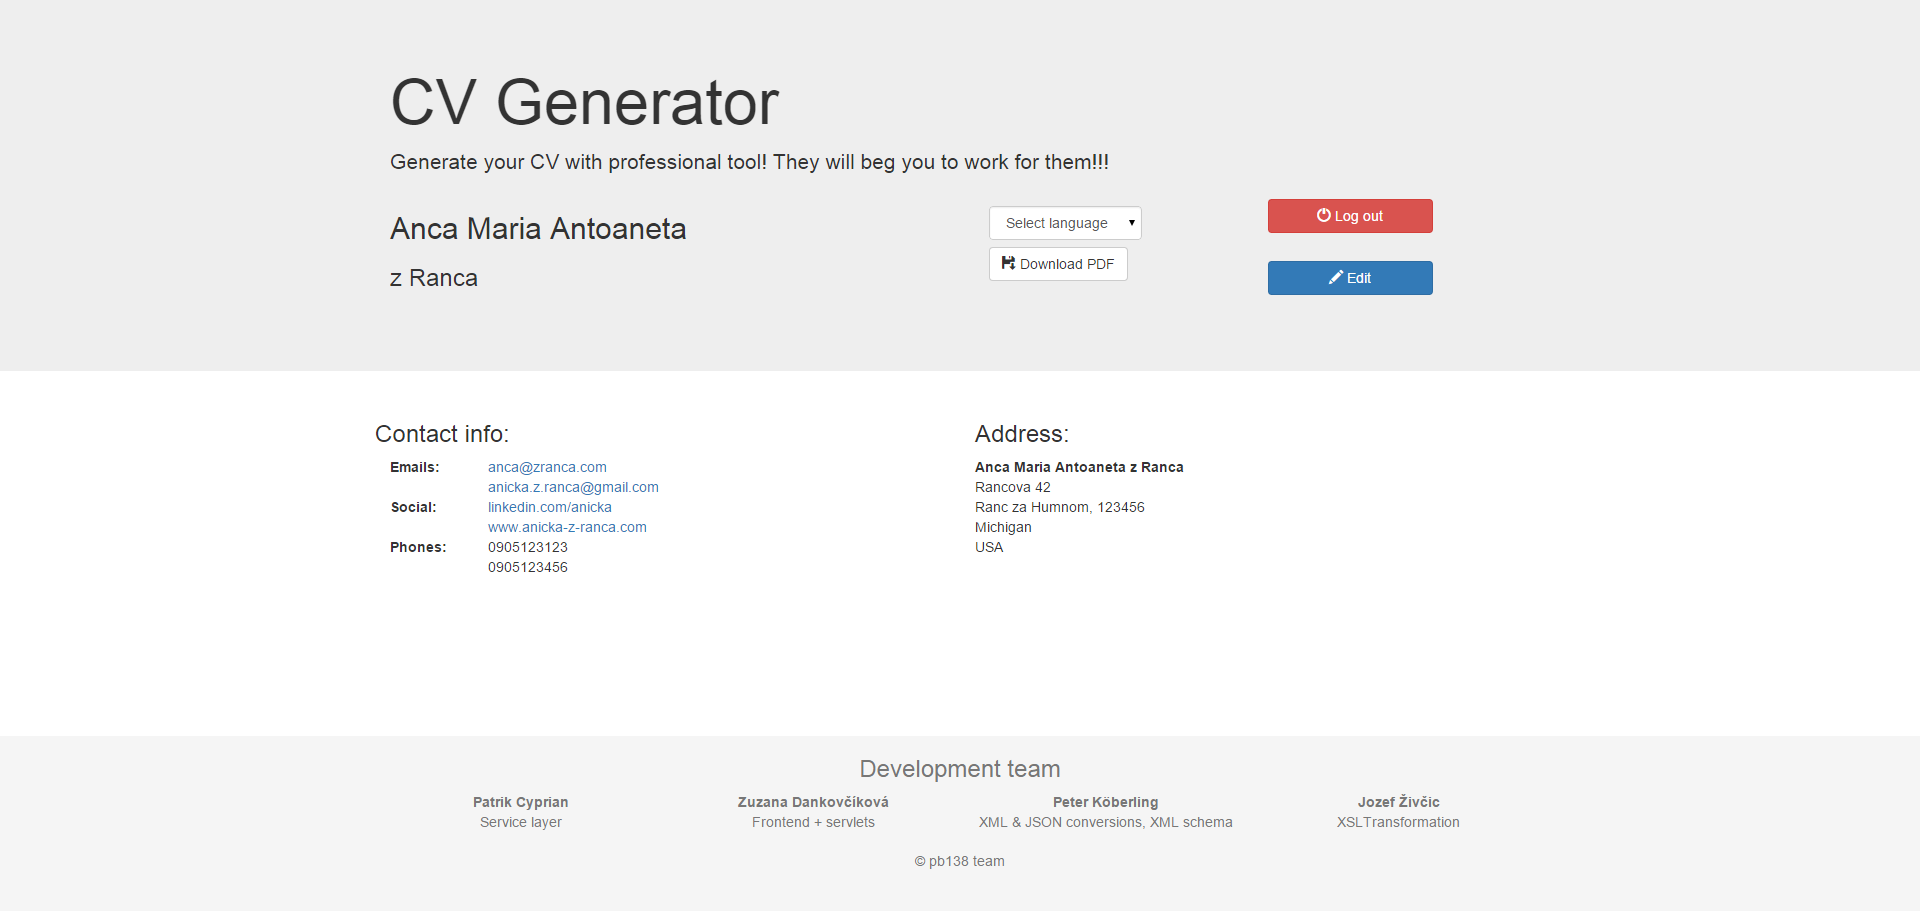 CV Generator
Generate your CV with professional tool! They will beg you to work for them!!!
Anca Maria Antoaneta
z Ranca
Select language
Download PDF
Log out
Edit
Contact info:
Emails: anca@zranca.com
anicka.z.ranca@gmail.com
Social: linkedin.com/anicka
www.anicka-z-ranca.com
Phones: 0905123123
0905123456
Address:
Anca Maria Antoaneta z Ranca
Rancova 42
Ranc za Humnom, 123456
Michigan
USA
Development team
Patrik Cyprian
Service layer
Zuzana Dankovčíková
Frontend + servlets
Peter Köberling
XML & JSON conversions, XML schema
Jozef Živčic
XSLTransformation
© pb138 team